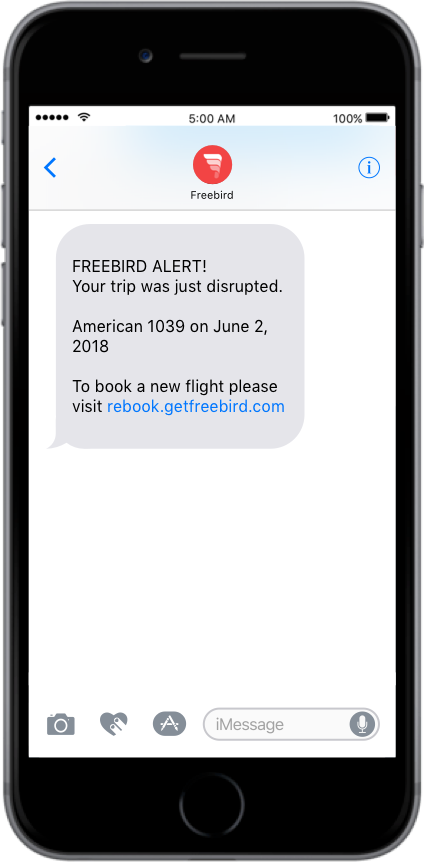 5:00 AM
100%
Freebird
FREEBIRD ALERT!
Your trip was just disrupted.
American 1039 on June 2,
2018
To book a new flight please
visit rebook.getfreebird.com
iMessage